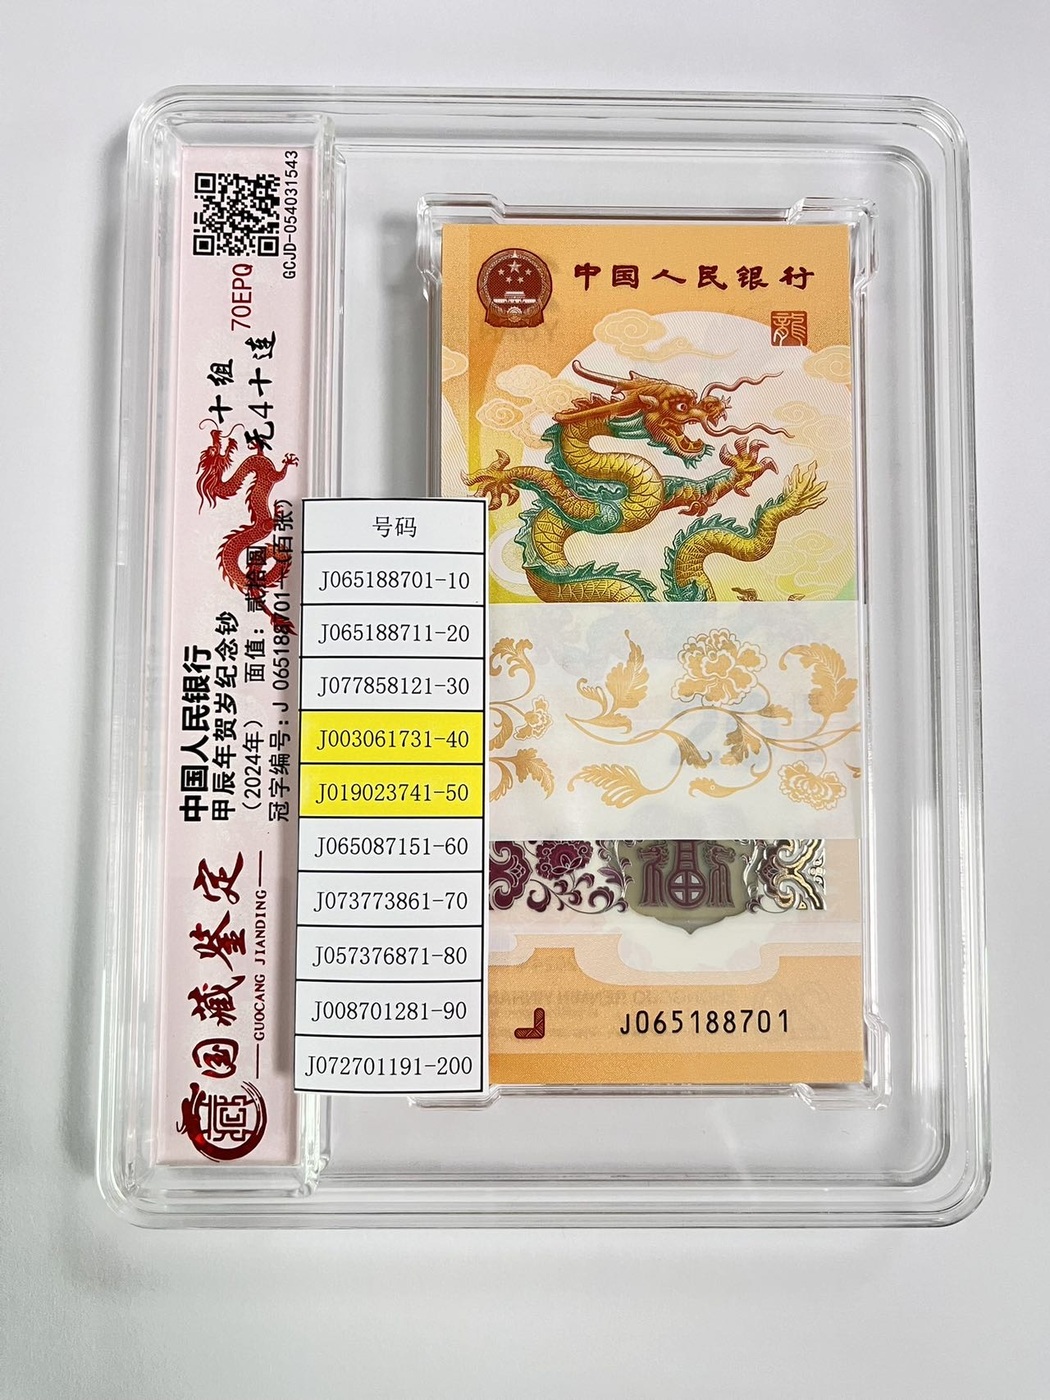 GCJD-054031543
70EPQ
十组
无4十连
中国人民银行
甲辰年贺岁纪念钞
（2024年） 面值：贰拾圆
冠字编号：J 065188701-(百张)
国藏鉴定
GUOCANG JIANDING
号码
J065188701-10
J065188711-20
J077858121-30
J003061731-40
J019023741-50
J065087151-60
J073773861-70
J057376871-80
J008701281-90
J072701191-200
中国人民银行
龍
J065188701